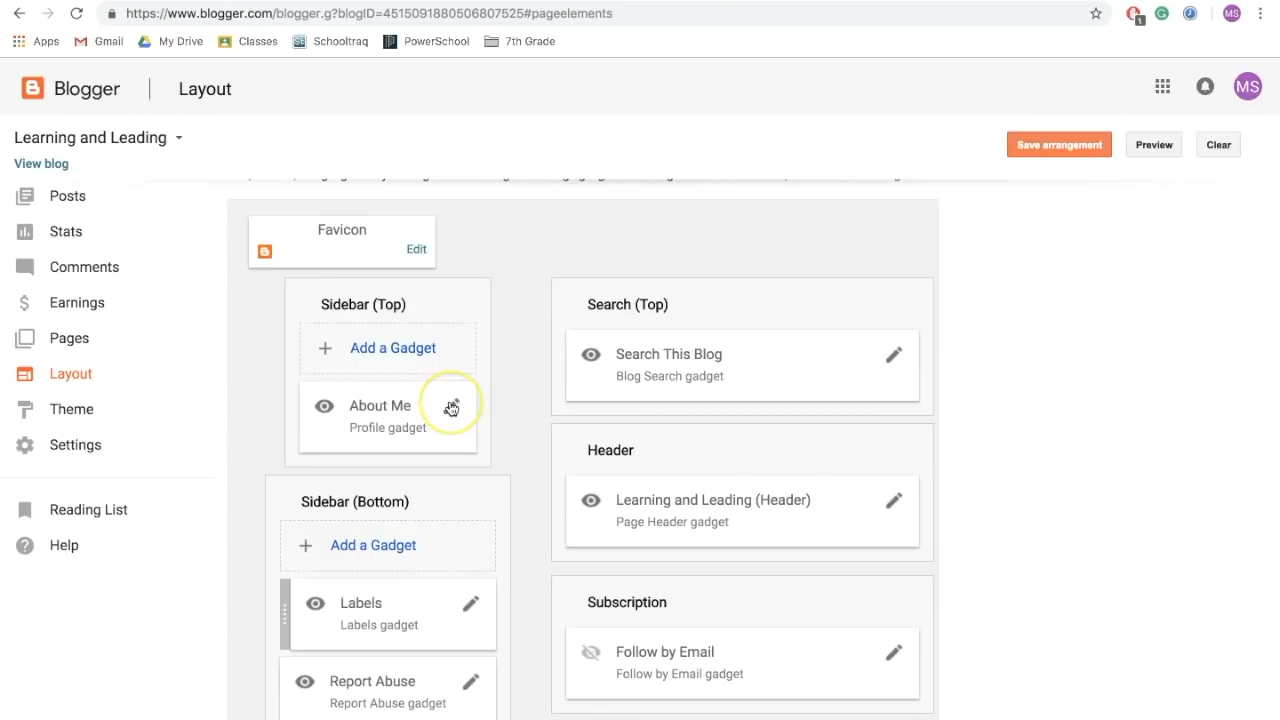 https://www.blogger.com/blogger.g?blogID=4515091880506807525#pageelements
1
MS
Apps
Gmail
My Drive
Classes
Schooltraq
PowerSchool
7th Grade
Blogger
Layout
MS
Learning and Leading
View blog
Save arrangement
Preview
Clear
Posts
Stats
Comments
Earnings
Pages
Layout
Theme
Settings
Reading List
Help
Favicon
Edit
Sidebar (Top)
Add a Gadget
About Me
Profile gadget
Sidebar (Bottom)
Add a Gadget
Labels
Labels gadget
Report Abuse
Report Abuse gadget
Search (Top)
Search This Blog
Blog Search gadget
Header
Learning and Leading (Header)
Page Header gadget
Subscription
Follow by Email
Follow by Email gadget